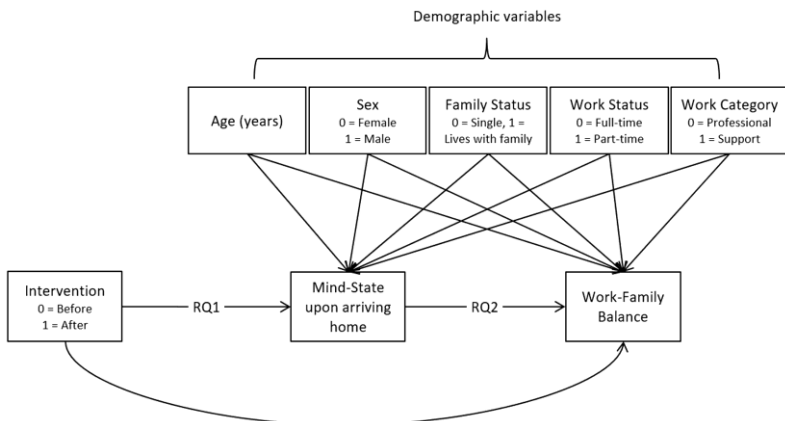 Demographic variables
Age (years)
Sex
0 = Female
1 = Male
Family Status
0 = Single, 1 =
Lives with family
Work Status
0 = Full-time
1 = Part-time
Work Category
0 = Professional
1 = Support
Intervention
0 = Before
1 = After
RQ1
Mind-State
upon arriving
home
RQ2
Work-Family
Balance